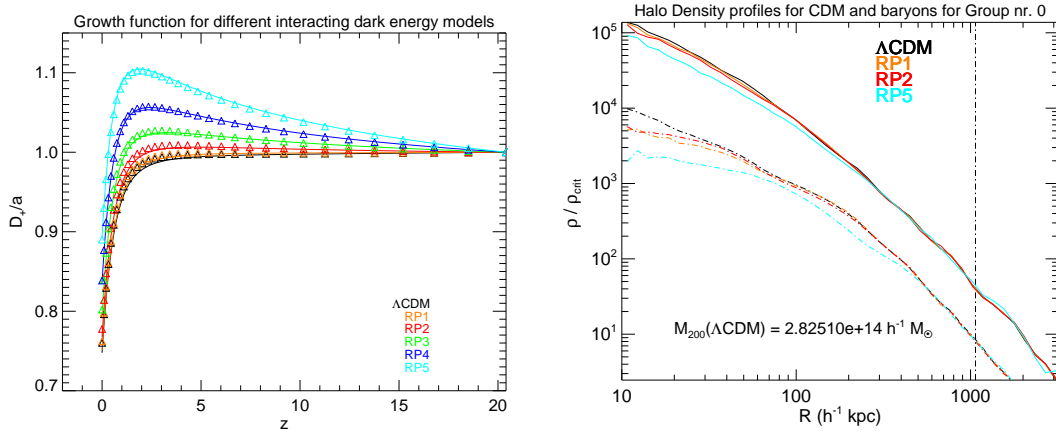 Growth function for different interacting dark energy models
1.1
1.0
0.9
0.8
0.7
D+/a
0
5
10
15
20
z
ΛCDM
RP1
RP2
RP3
RP4
RP5
Halo Density profiles for CDM and baryons for Group nr. 0
10^5
10^4
10^3
10^2
10^1
ρ / ρcrit
ΛCDM
RP1
RP2
RP5
M200(ΛCDM) = 2.82510e+14 h^-1 M⊙
10
100
1000
R (h^-1 kpc)